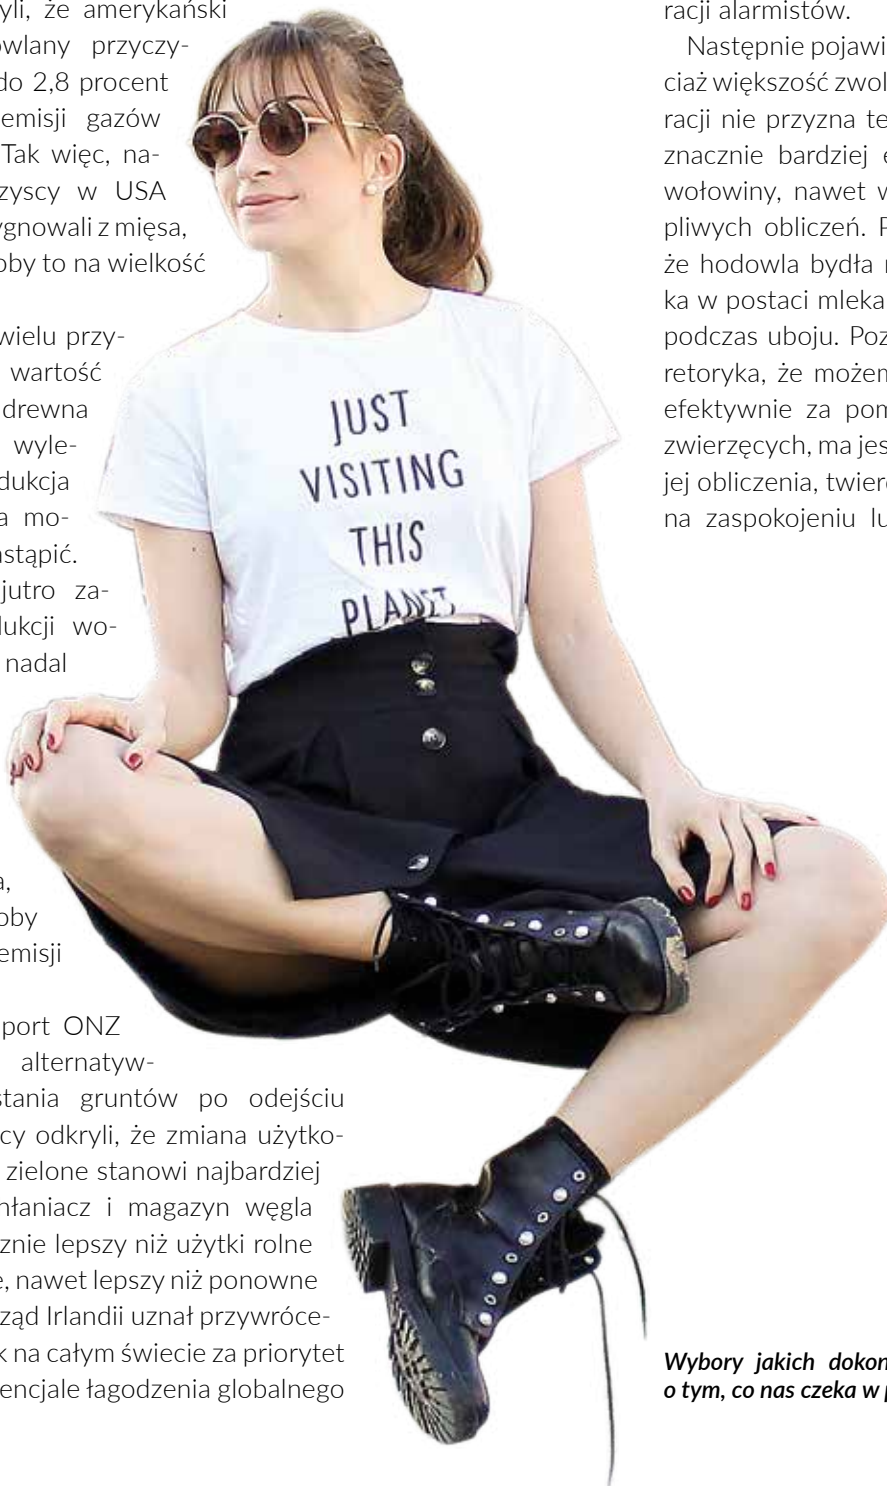 yli, że amerykański
owlany przyczy-
do 2,8 procent
emisji gazów
Tak więc, na-
zyscy w USA
ygnowali z mięsa,
oby to na wielkość
wielu przy-
wartość
drewna
wyle-
dukcja
a mo-
astąpić.
jutro za-
dukcji wo-
nadal
a,
oby
emisji
port ONZ
alternatyw-
stania gruntów po odejściu
cy odkryli, że zmiana użytko-
zielone stanowi najbardziej
hłaniacz i magazyn węgla
znie lepszy niż użytki rolne
e, nawet lepszy niż ponowne
rząd Irlandii uznał przywróce-
k na całym świecie za priorytet
encjale łagodzenia globalnego
JUST
VISITING
THIS
PLANET
racji alarmistów.
Następnie pojawi
ciaż większość zwol
racji nie przyzna te
znacznie bardziej e
wołowiny, nawet w
pliwych obliczeń. P
że hodowla bydła
ka w postaci mleka
podczas uboju. Poz
retoryka, że możem
efektywnie za pom
zwierzęcych, ma jes
jej obliczenia, twierd
na zaspokojeniu lu
Wybory jakich dokon
o tym, co nas czeka w p